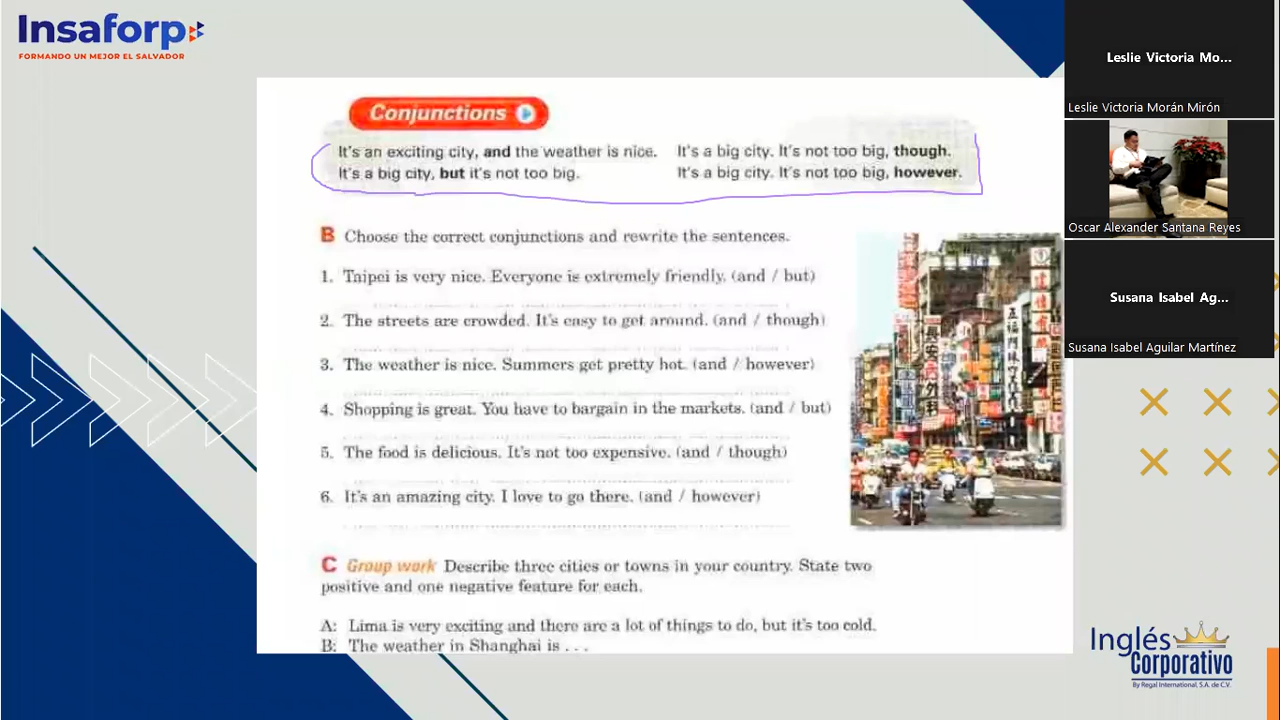 Insaforp
FORMANDO UN MEJOR EL SALVADOR
Conjunctions
It's an exciting city, and the weather is nice.
It's a big city, but it's not too big.
It's a big city. It's not too big, though.
It's a big city. It's not too big, however.
B Choose the correct conjunctions and rewrite the sentences.
1. Taipei is very nice. Everyone is extremely friendly. (and / but)
2. The streets are crowded. It's easy to get around. (and / though)
3. The weather is nice. Summers get pretty hot. (and / however)
4. Shopping is great. You have to bargain in the markets. (and / but)
5. The food is delicious. It's not too expensive. (and / though)
6. It's an amazing city. I love to go there. (and / however)
C Group work Describe three cities or towns in your country. State two
positive and one negative feature for each.
A: Lima is very exciting and there are a lot of things to do, but it's too cold.
B: The weather in Shanghai is . . .
Leslie Victoria Mo...
Leslie Victoria Morán Mirón
Oscar Alexander Santana Reyes
Susana Isabel Ag...
Susana Isabel Aguilar Martínez
Inglés
Corporativo
By Regal International, S.A. de C.V.